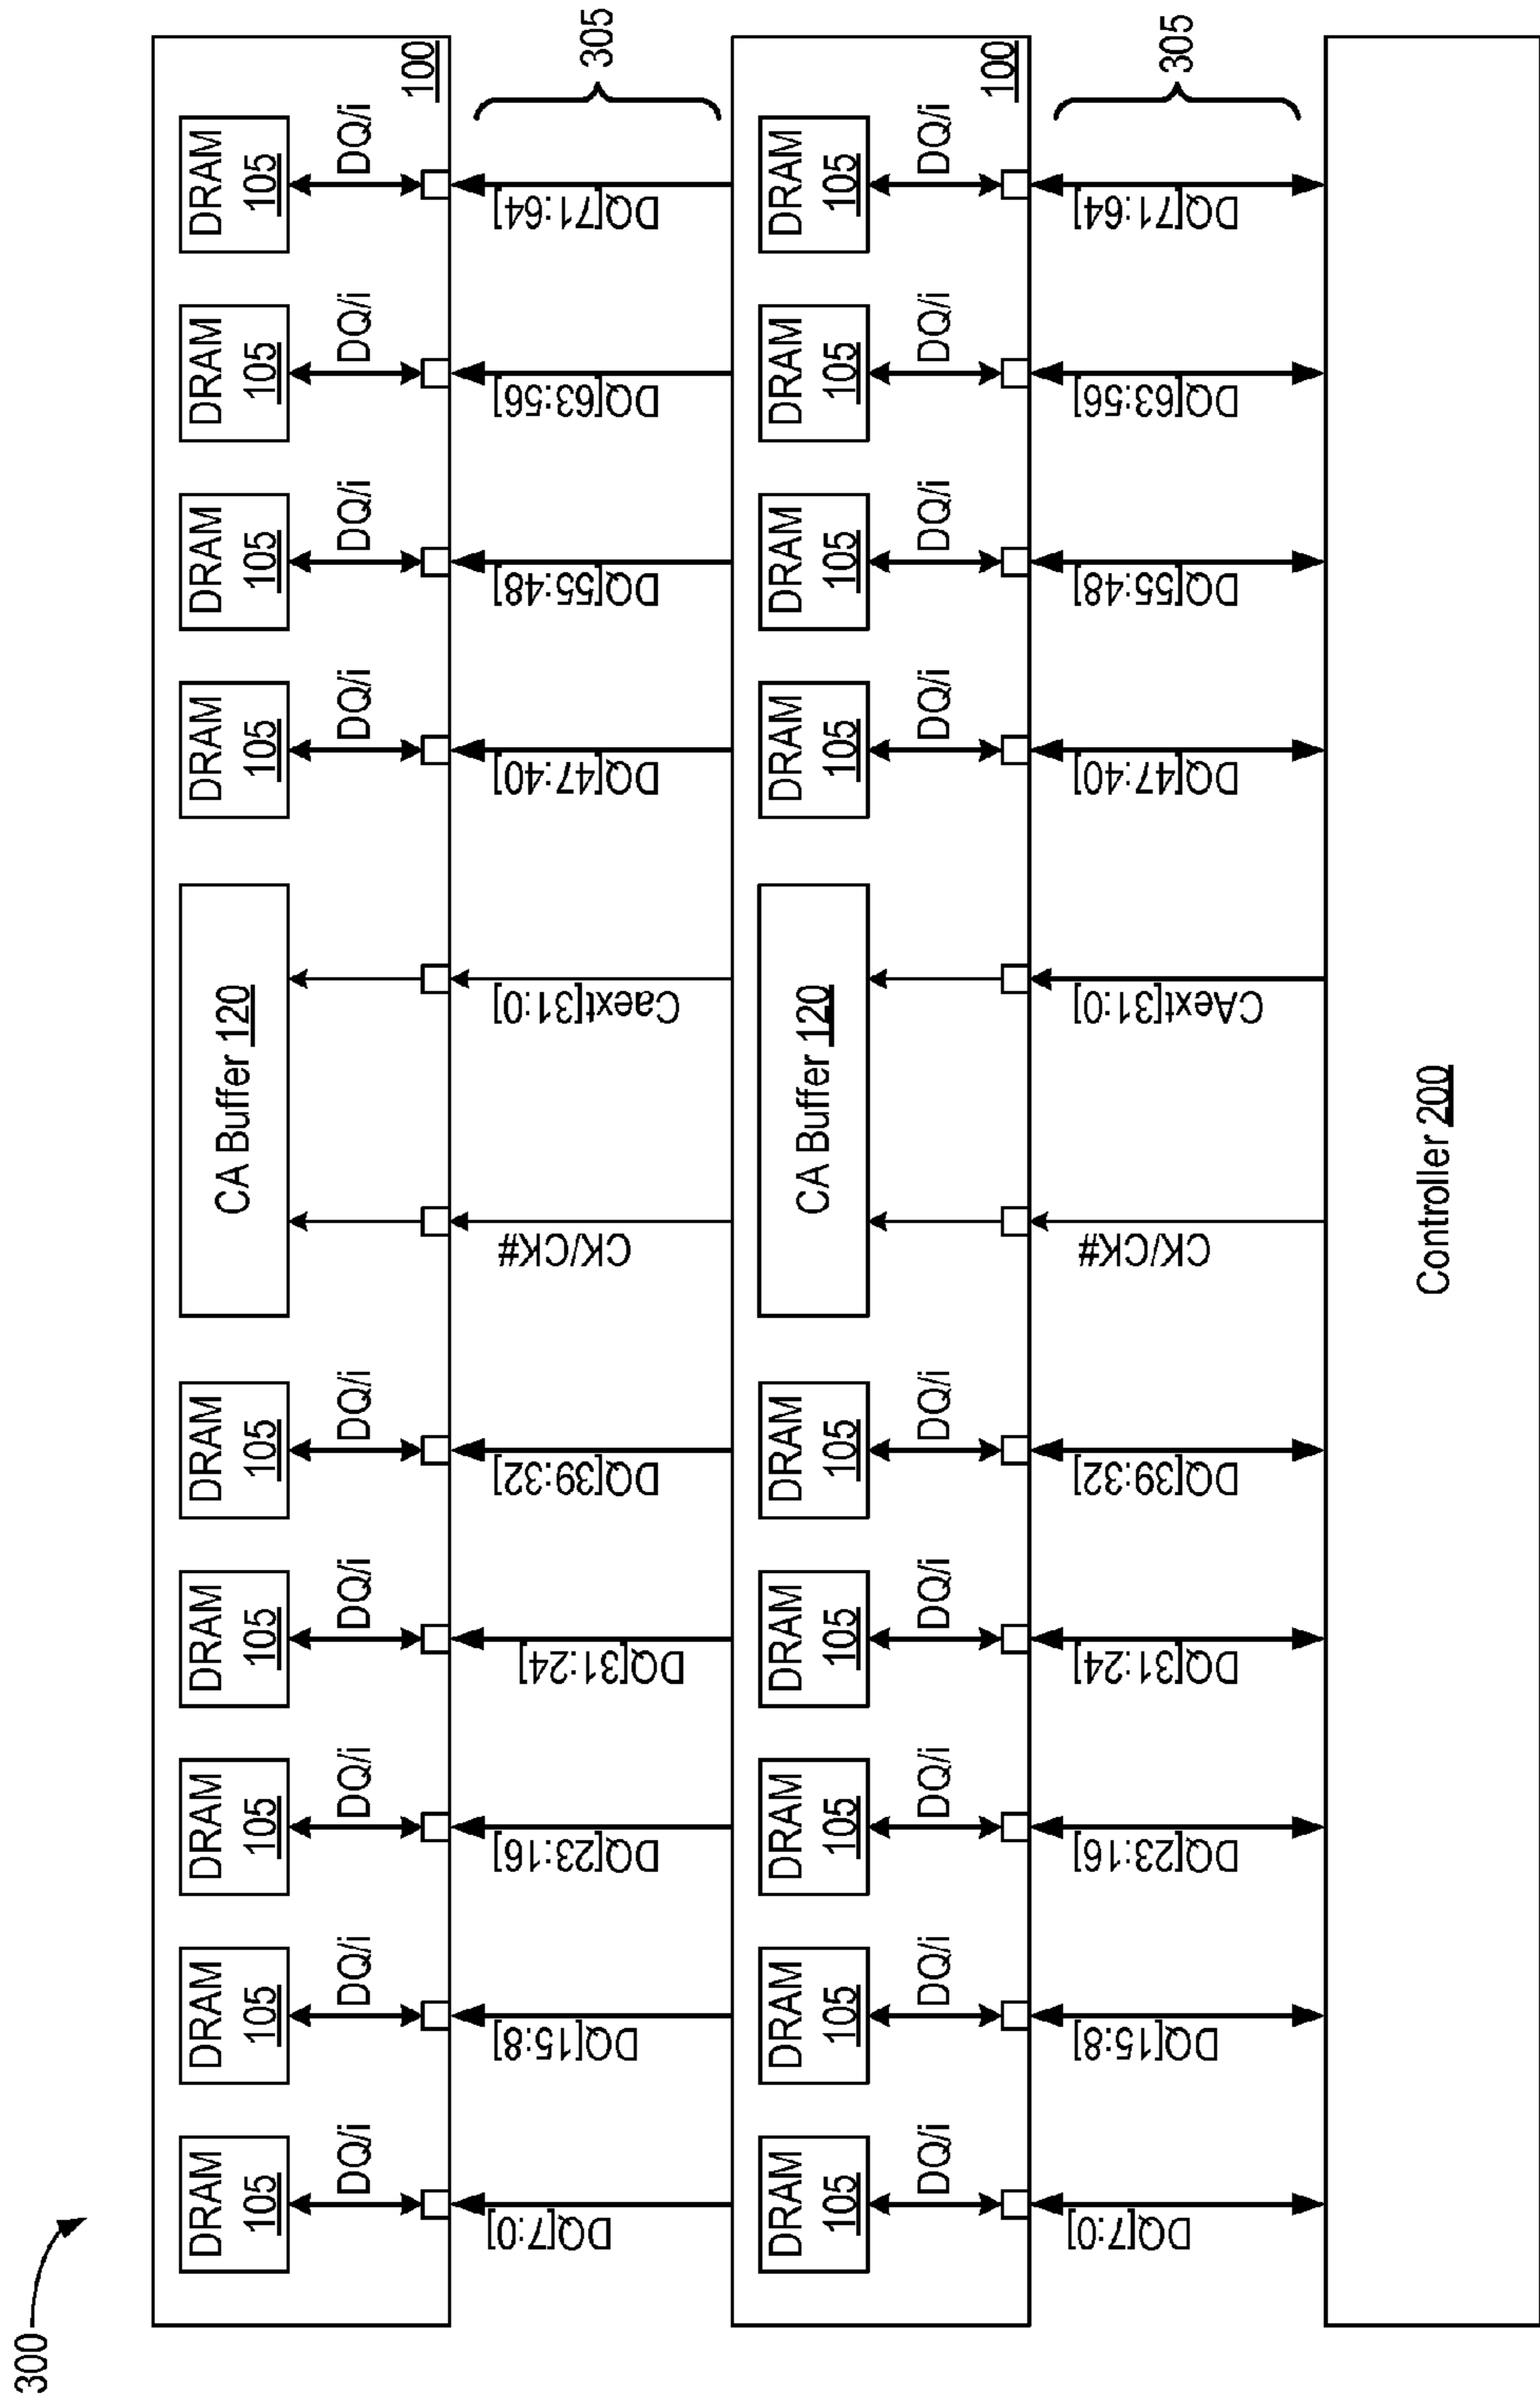 300
DRAM
105
DRAM
105
DRAM
105
DRAM
105
DRAM
105
CA Buffer 120
DRAM
105
DRAM
105
DRAM
105
DRAM
105
DQ/i
DQ/i
DQ/i
DQ/i
DQ/i
DQ/i
DQ/i
DQ/i
DQ/i
100
DQ[7:0]
DQ[15:8]
DQ[23:16]
DQ[31:24]
DQ[39:32]
CK/CK#
Caext[31:0]
DQ[47:40]
DQ[55:48]
DQ[63:56]
DQ[71:64]
305
DRAM
105
DRAM
105
DRAM
105
DRAM
105
DRAM
105
CA Buffer 120
DRAM
105
DRAM
105
DRAM
105
DRAM
105
DQ/i
DQ/i
DQ/i
DQ/i
DQ/i
DQ/i
DQ/i
DQ/i
DQ/i
100
DQ[7:0]
DQ[15:8]
DQ[23:16]
DQ[31:24]
DQ[39:32]
CK/CK#
CAext[31:0]
DQ[47:40]
DQ[55:48]
DQ[63:56]
DQ[71:64]
305
Controller 200